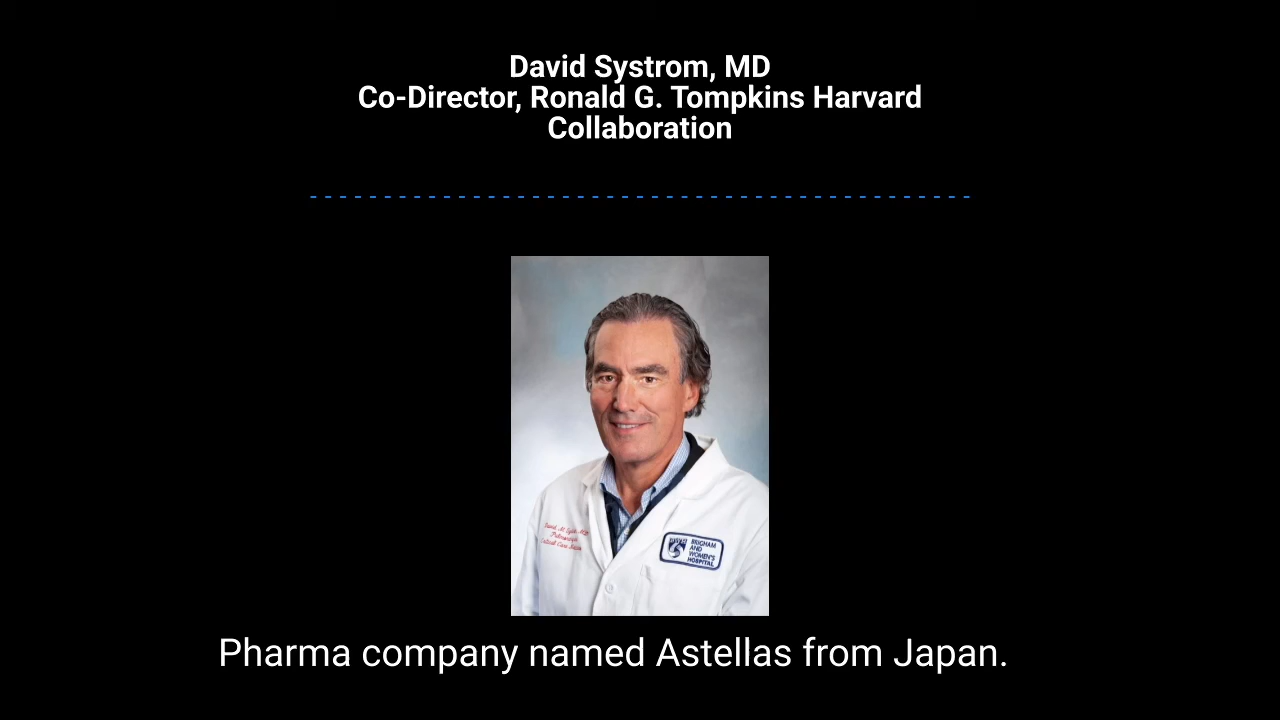 David Systrom, MD
Co-Director, Ronald G. Tompkins Harvard
Collaboration
BRIGHAM
AND
WOMEN'S
HOSPITAL
Pharma company named Astellas from Japan.